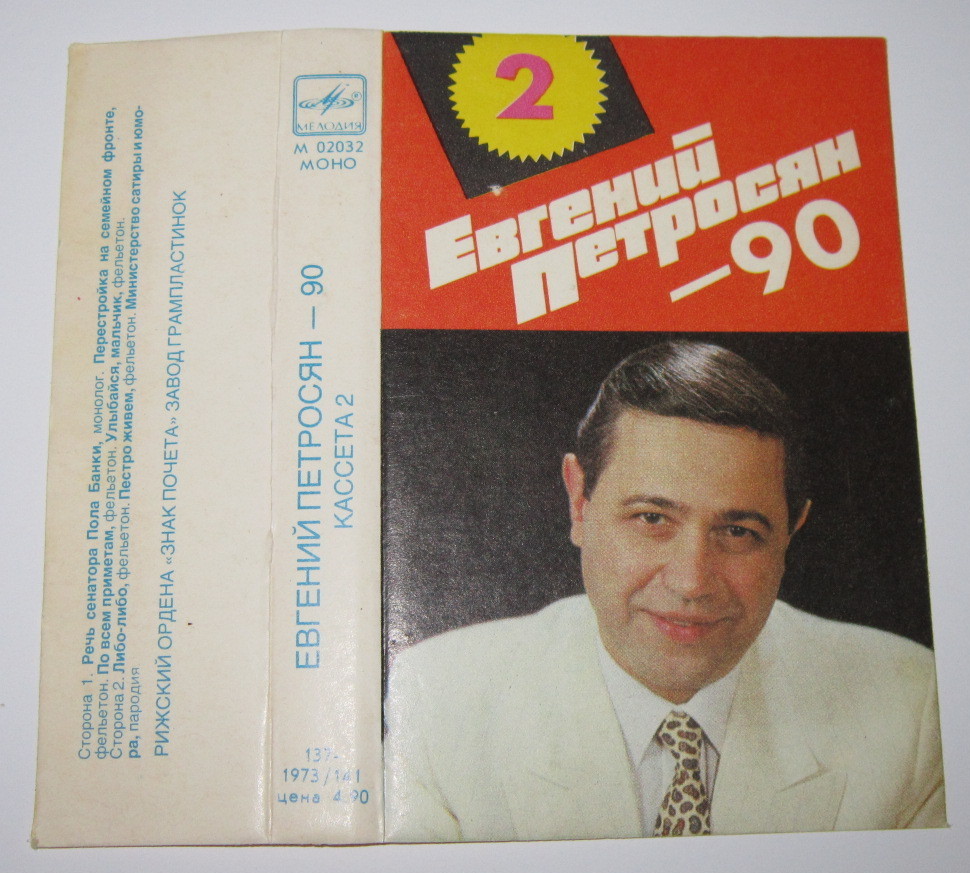 Сторона 1. Речь сенатора Пола Банки, монолог. Перестройка на семейном фронте,
фельетон. По всем приметам, фельетон. Улыбайся, мальчик, фельетон.
Сторона 2. Либо-либо, фельетон. Пестро живем, фельетон. Министерство сатиры и юмо-
ра, пародия
РИЖСКИЙ ОРДЕНА «ЗНАК ПОЧЕТА» ЗАВОД ГРАМПЛАСТИНОК
МЕЛОДИЯ
М 02032
МОНО
ЕВГЕНИЙ ПЕТРОСЯН — 90
КАССЕТА 2
1973/141
цена 4-90
2
Евгений
Петросян
—90